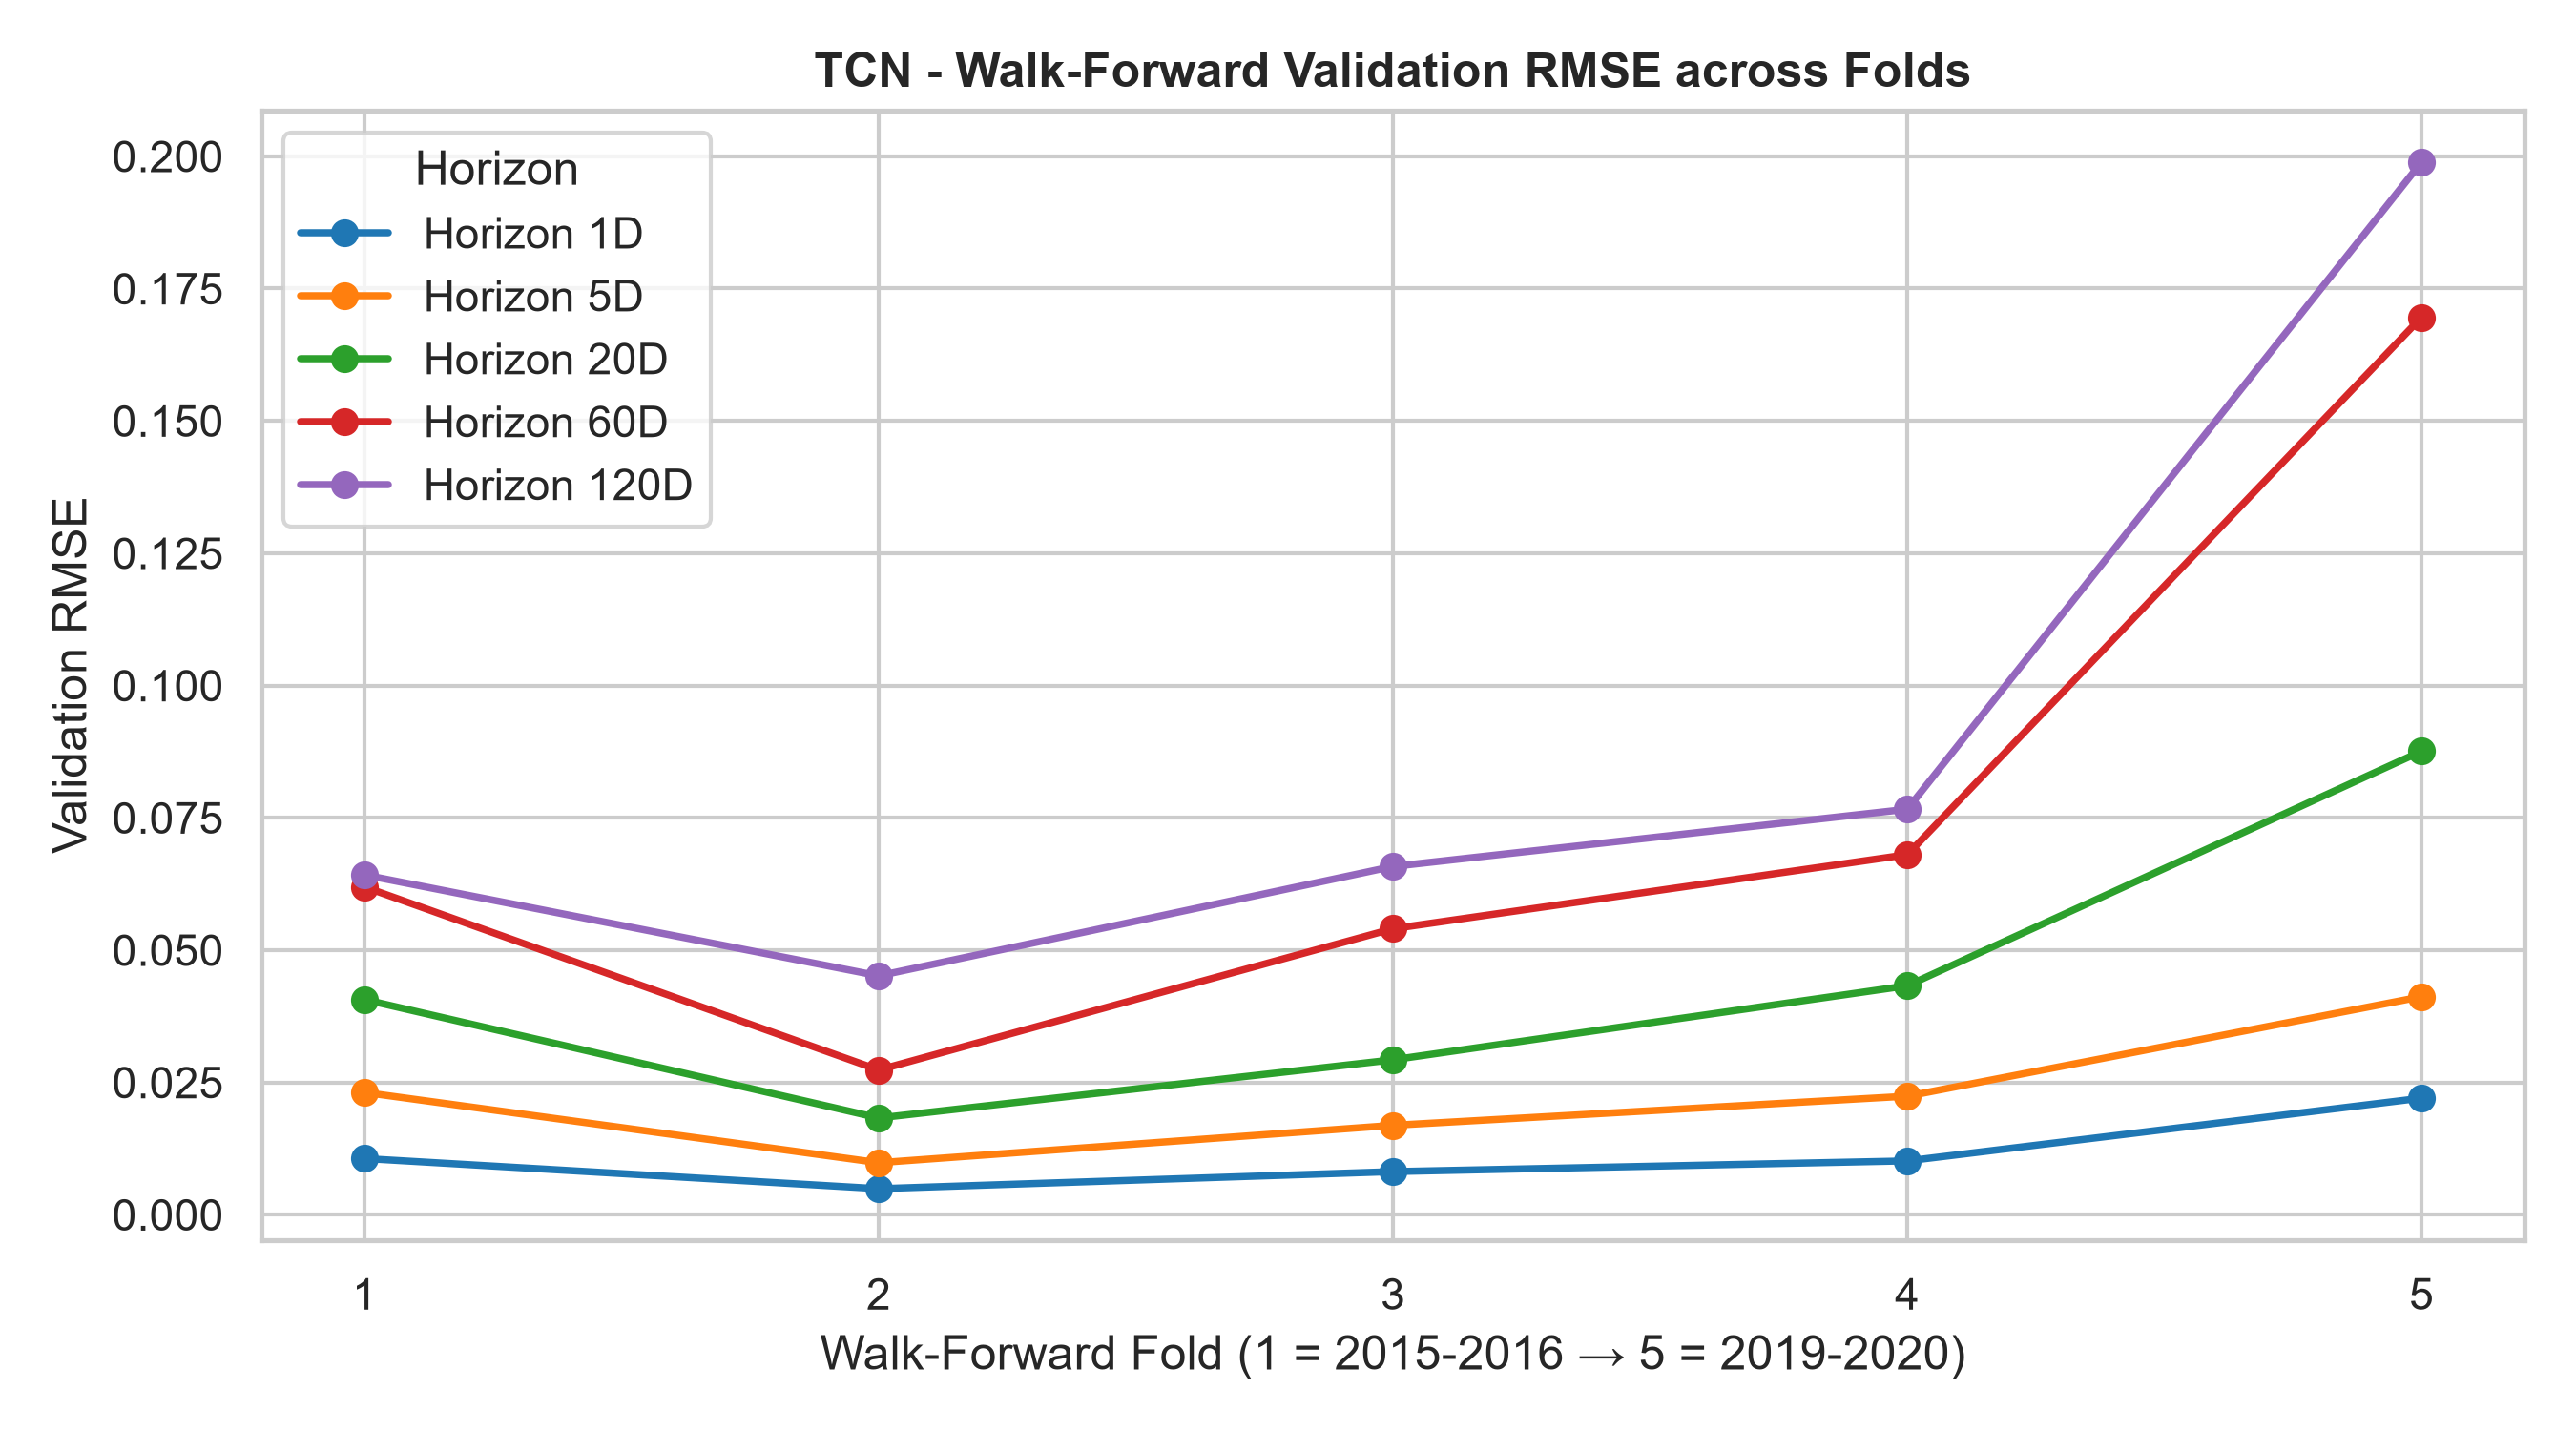 TCN - Walk-Forward Validation RMSE across Folds
Validation RMSE
0.200
0.175
0.150
0.125
0.100
0.075
0.050
0.025
0.000
Horizon
Horizon 1D
Horizon 5D
Horizon 20D
Horizon 60D
Horizon 120D
1 2 3 4 5
Walk-Forward Fold (1 = 2015-2016 → 5 = 2019-2020)